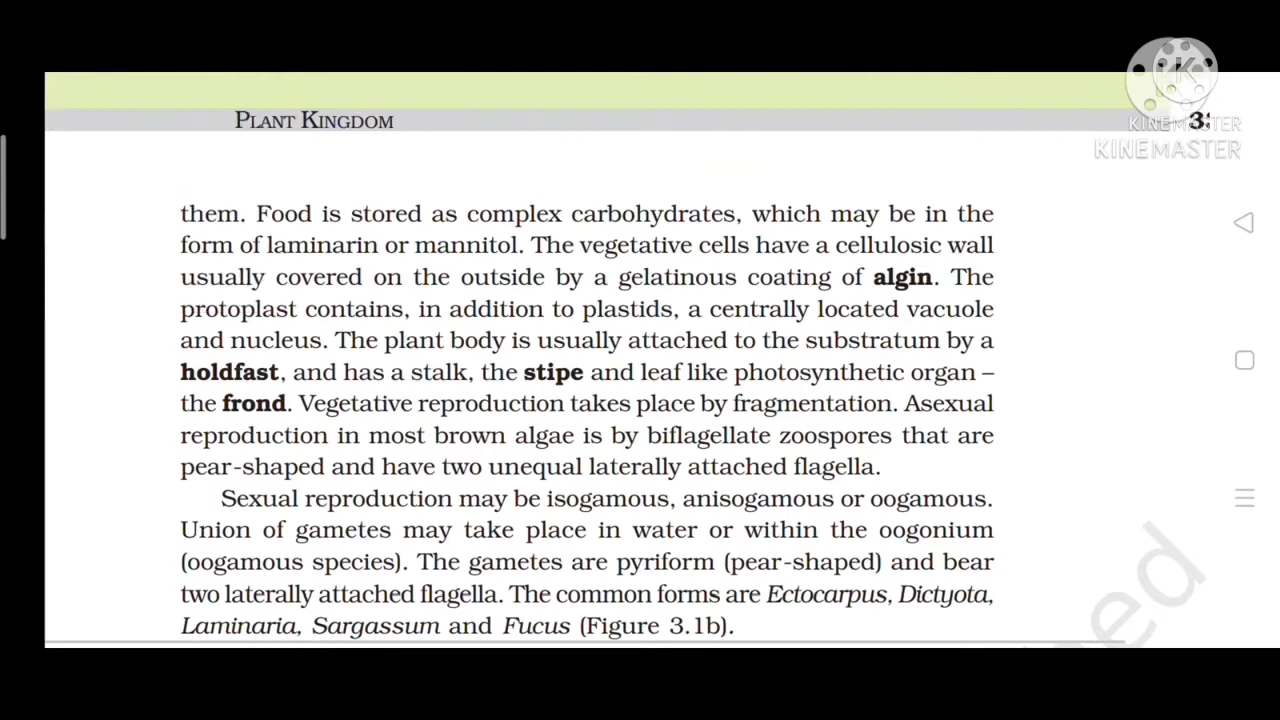 PLANT KINGDOM
KINEMASTER
KINEMASTER
them. Food is stored as complex carbohydrates, which may be in the
form of laminarin or mannitol. The vegetative cells have a cellulosic wall
usually covered on the outside by a gelatinous coating of algin. The
protoplast contains, in addition to plastids, a centrally located vacuole
and nucleus. The plant body is usually attached to the substratum by a
holdfast, and has a stalk, the stipe and leaf like photosynthetic organ –
the frond. Vegetative reproduction takes place by fragmentation. Asexual
reproduction in most brown algae is by biflagellate zoospores that are
pear-shaped and have two unequal laterally attached flagella.
Sexual reproduction may be isogamous, anisogamous or oogamous.
Union of gametes may take place in water or within the oogonium
(oogamous species). The gametes are pyriform (pear-shaped) and bear
two laterally attached flagella. The common forms are Ectocarpus, Dictyota,
Laminaria, Sargassum and Fucus (Figure 3.1b).